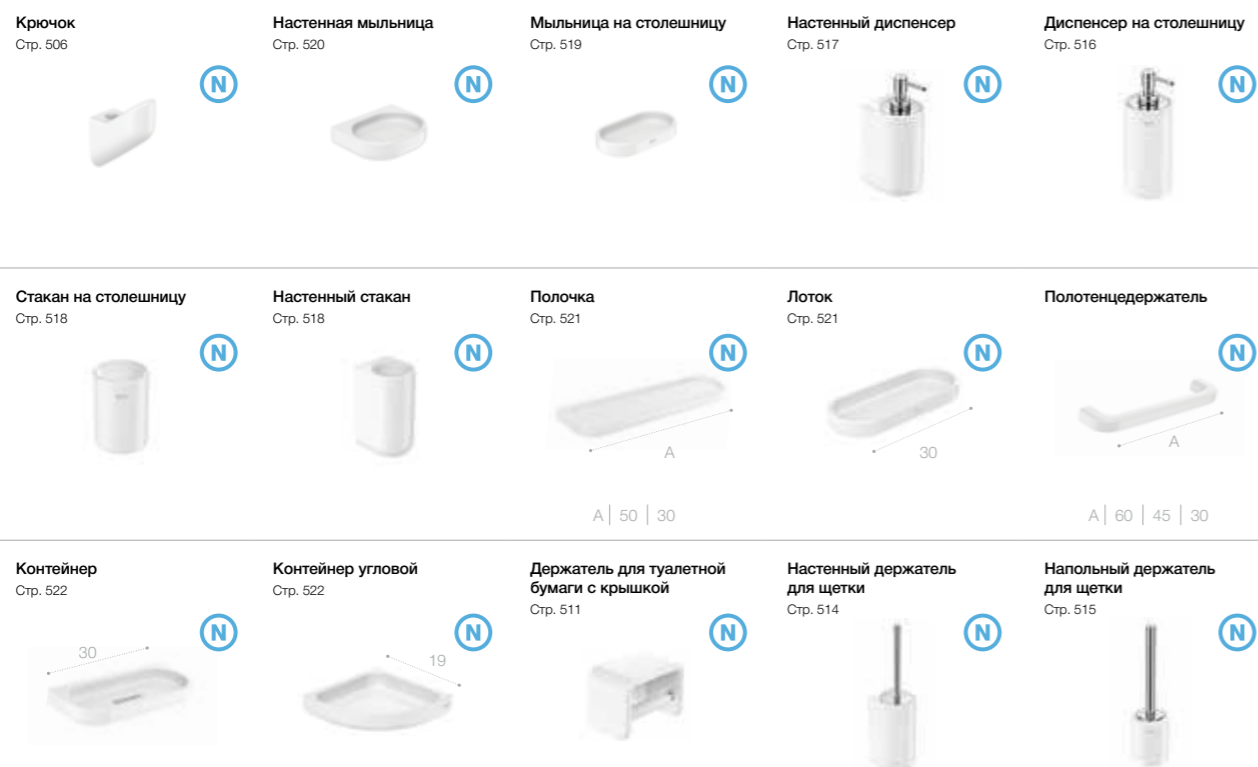 Крючок
Стр. 506
N
Настенная мыльница
Стр. 520
N
Мыльница на столешницу
Стр. 519
N
Настенный диспенсер
Стр. 517
N
Диспенсер на столешницу
Стр. 516
N
Стакан на столешницу
Стр. 518
N
Настенный стакан
Стр. 518
N
Полочка
Стр. 521
N
A
A | 50 | 30
Лоток
Стр. 521
N
30
Полотенцедержатель
N
A
A | 60 | 45 | 30
Контейнер
Стр. 522
N
30
Контейнер угловой
Стр. 522
N
19
Держатель для туалетной
бумаги с крышкой
Стр. 511
N
Настенный держатель
для щетки
Стр. 514
N
Напольный держатель
для щетки
Стр. 515
N